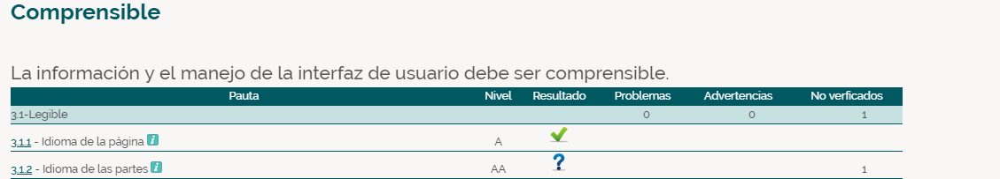 Comprensible
La información y el manejo de la interfaz de usuario debe ser comprensible.
Pauta Nivel Resultado Problemas Advertencias No verficados
3.1-Legible 0 0 1
3.1.1 - Idioma de la página i A
3.1.2 - Idioma de las partes i AA ? 1